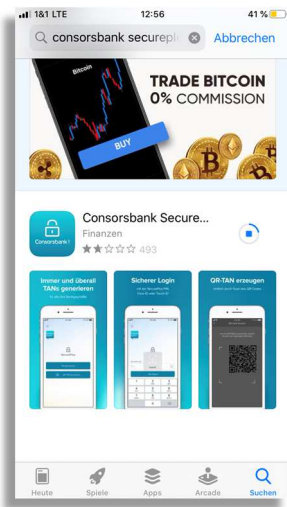 1&1 LTE 12:56 41 %
consorsbank securepl Abbrechen
Bitcoin
TRADE BITCOIN
0% COMMISSION
BUY
Consorsbank!
Consorsbank Secure...
Finanzen
493
Immer und überall
TANs generieren
Sicherer Login
QR-TAN erzeugen
Heute Spiele Apps Arcade Suchen